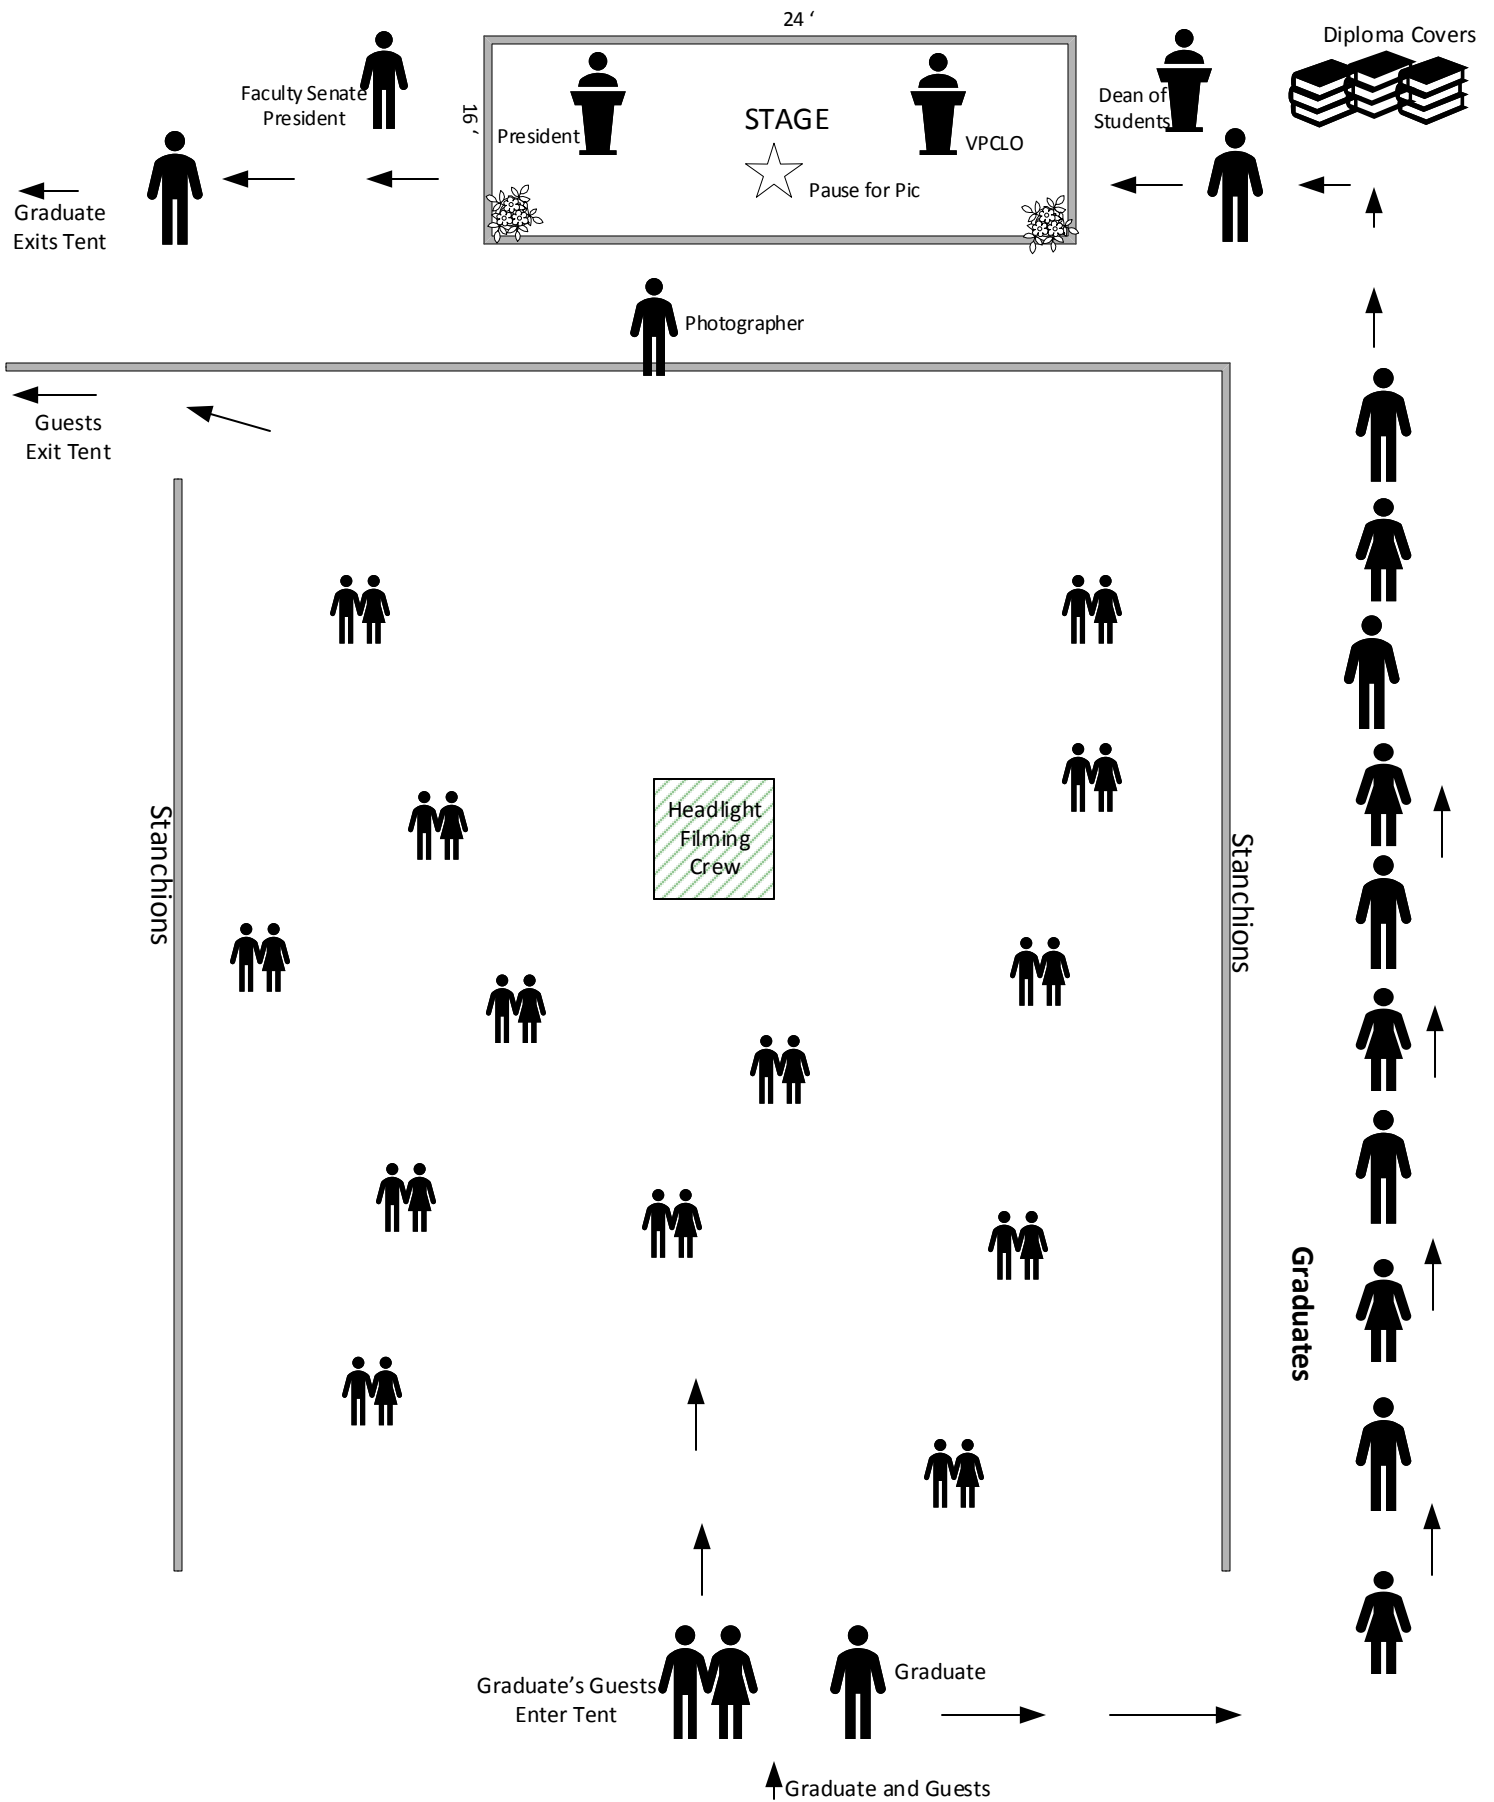 24 ‘
Diploma Covers
Faculty Senate
President
16 ‘
President
STAGE
VPCLO
Dean of
Students
Pause for Pic
Graduate
Exits Tent
Photographer
Guests
Exit Tent
Stanchions
Headlight
Filming
Crew
Stanchions
Graduates
Graduate’s Guests
Enter Tent
Graduate
Graduate and Guests